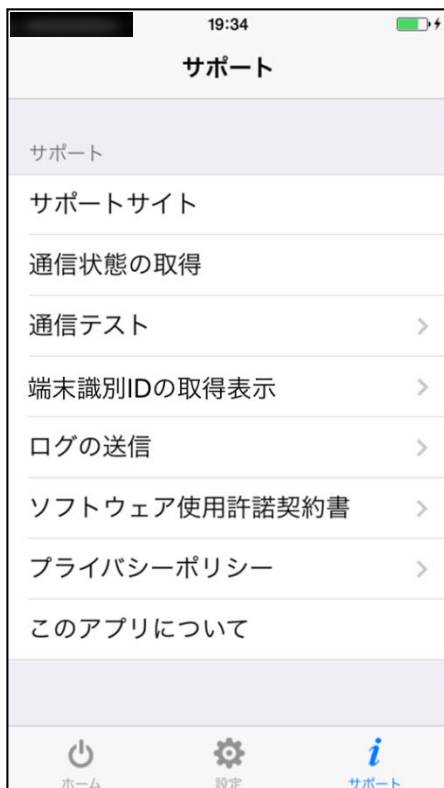 19:34
サポート
サポート
サポートサイト
通信状態の取得
通信テスト
端末識別IDの取得表示
ログの送信
ソフトウェア使用許諾契約書
プライバシーポリシー
このアプリについて
ホーム 設定 サポート